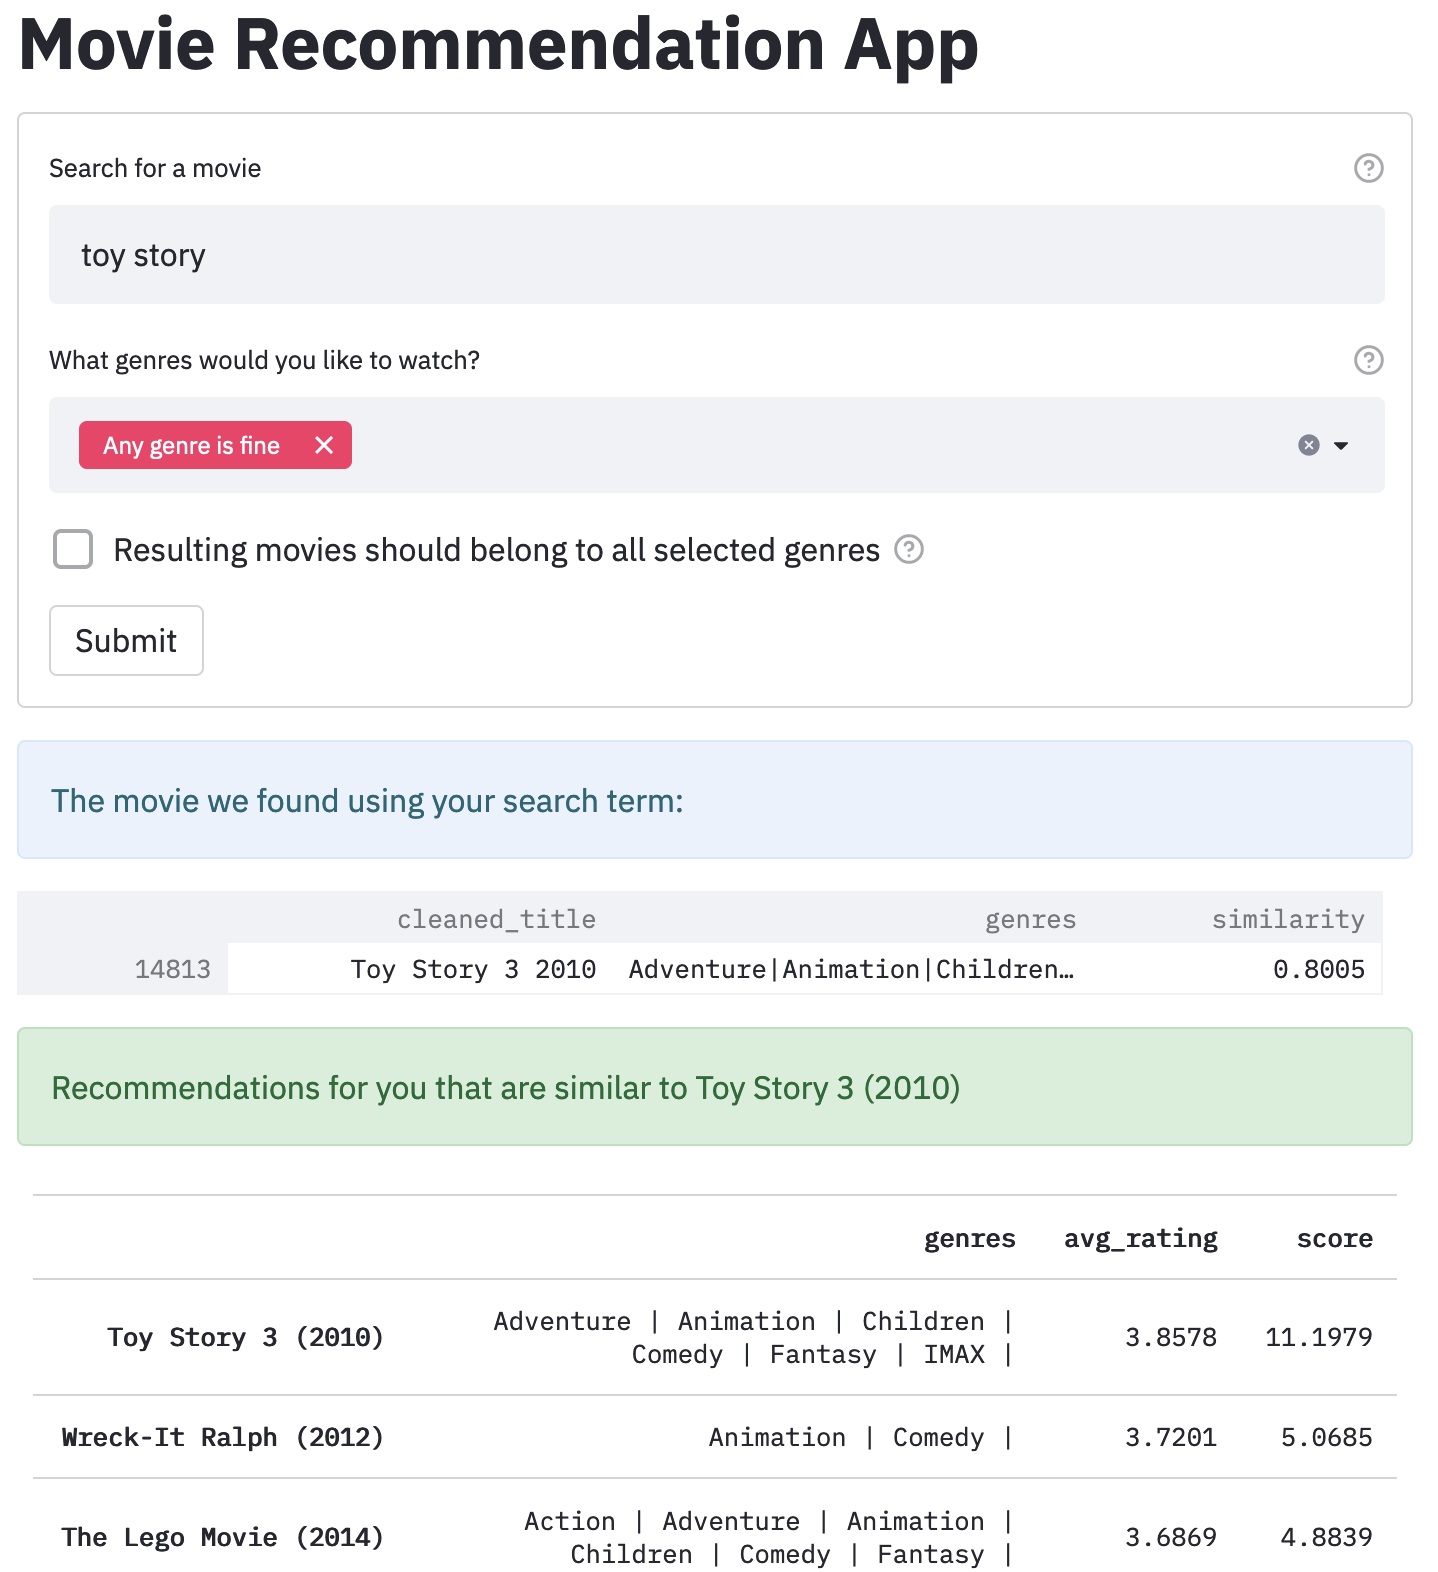 Movie Recommendation App
Search for a movie
toy story
What genres would you like to watch?
Any genre is fine
Resulting movies should belong to all selected genres
Submit
The movie we found using your search term:
cleaned_title genres similarity
14813 Toy Story 3 2010 Adventure|Animation|Children… 0.8005
Recommendations for you that are similar to Toy Story 3 (2010)
genres avg_rating score
Toy Story 3 (2010) Adventure | Animation | Children | 3.8578 11.1979
Comedy | Fantasy | IMAX |
Wreck-It Ralph (2012) Animation | Comedy | 3.7201 5.0685
The Lego Movie (2014) Action | Adventure | Animation | 3.6869 4.8839
Children | Comedy | Fantasy |